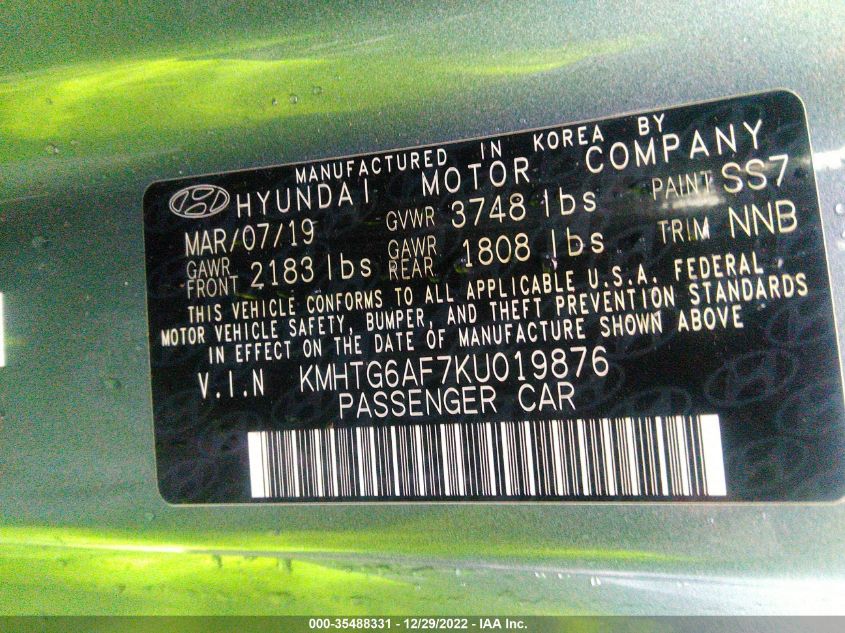 MANUFACTURED IN KOREA BY
HYUNDAI MOTOR COMPANY
MAR/07/19 GVWR 3748 lbs PAINT SS7
GAWR FRONT 2183 lbs GAWR REAR 1808 lbs TRIM NNB
THIS VEHICLE CONFORMS TO ALL APPLICABLE U.S.A. FEDERAL
MOTOR VEHICLE SAFETY, BUMPER, AND THEFT PREVENTION STANDARDS
IN EFFECT ON THE DATE OF MANUFACTURE SHOWN ABOVE
V.I.N KMHTG6AF7KU019876
PASSENGER CAR
000-35488331 - 12/29/2022 - IAA Inc.